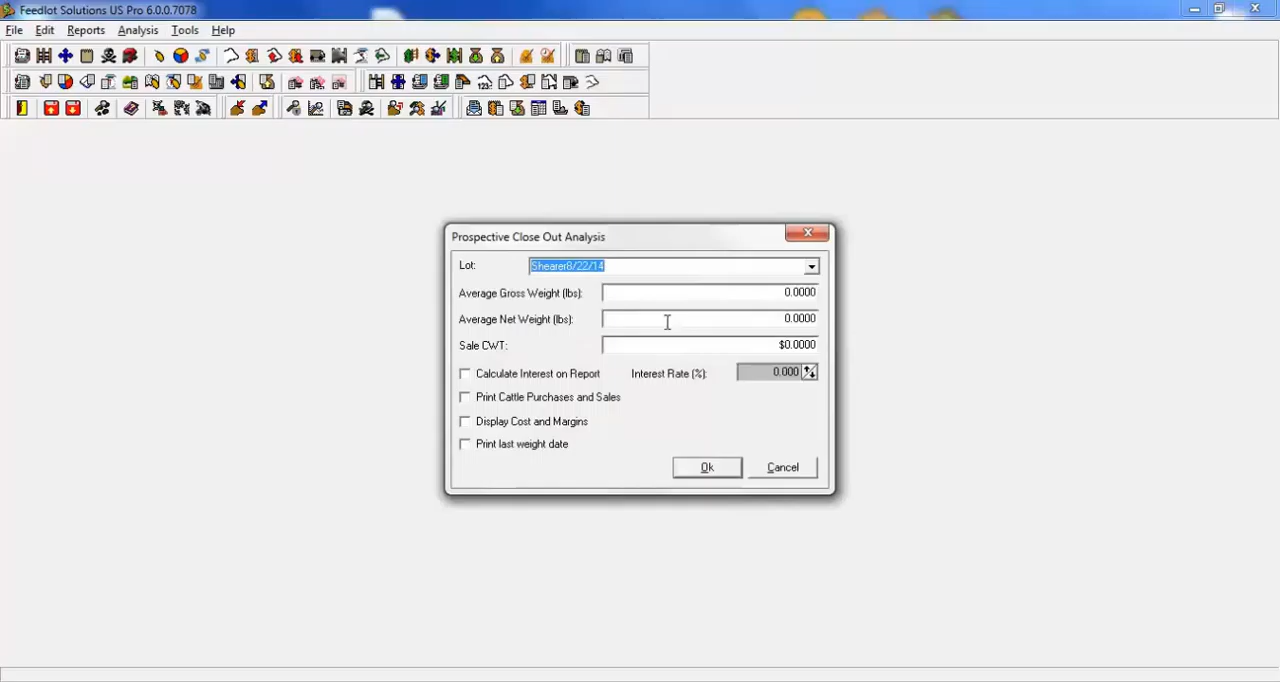 Feedlot Solutions US Pro 6.0.0.7078
File Edit Reports Analysis Tools Help
Prospective Close Out Analysis
Lot: Shearer8/22/14
Average Gross Weight (lbs): 0.0000
Average Net Weight (lbs): 0.0000
Sale CWT: $0.0000
Calculate Interest on Report Interest Rate (%): 0.000
Print Cattle Purchases and Sales
Display Cost and Margins
Print last weight date
Ok Cancel